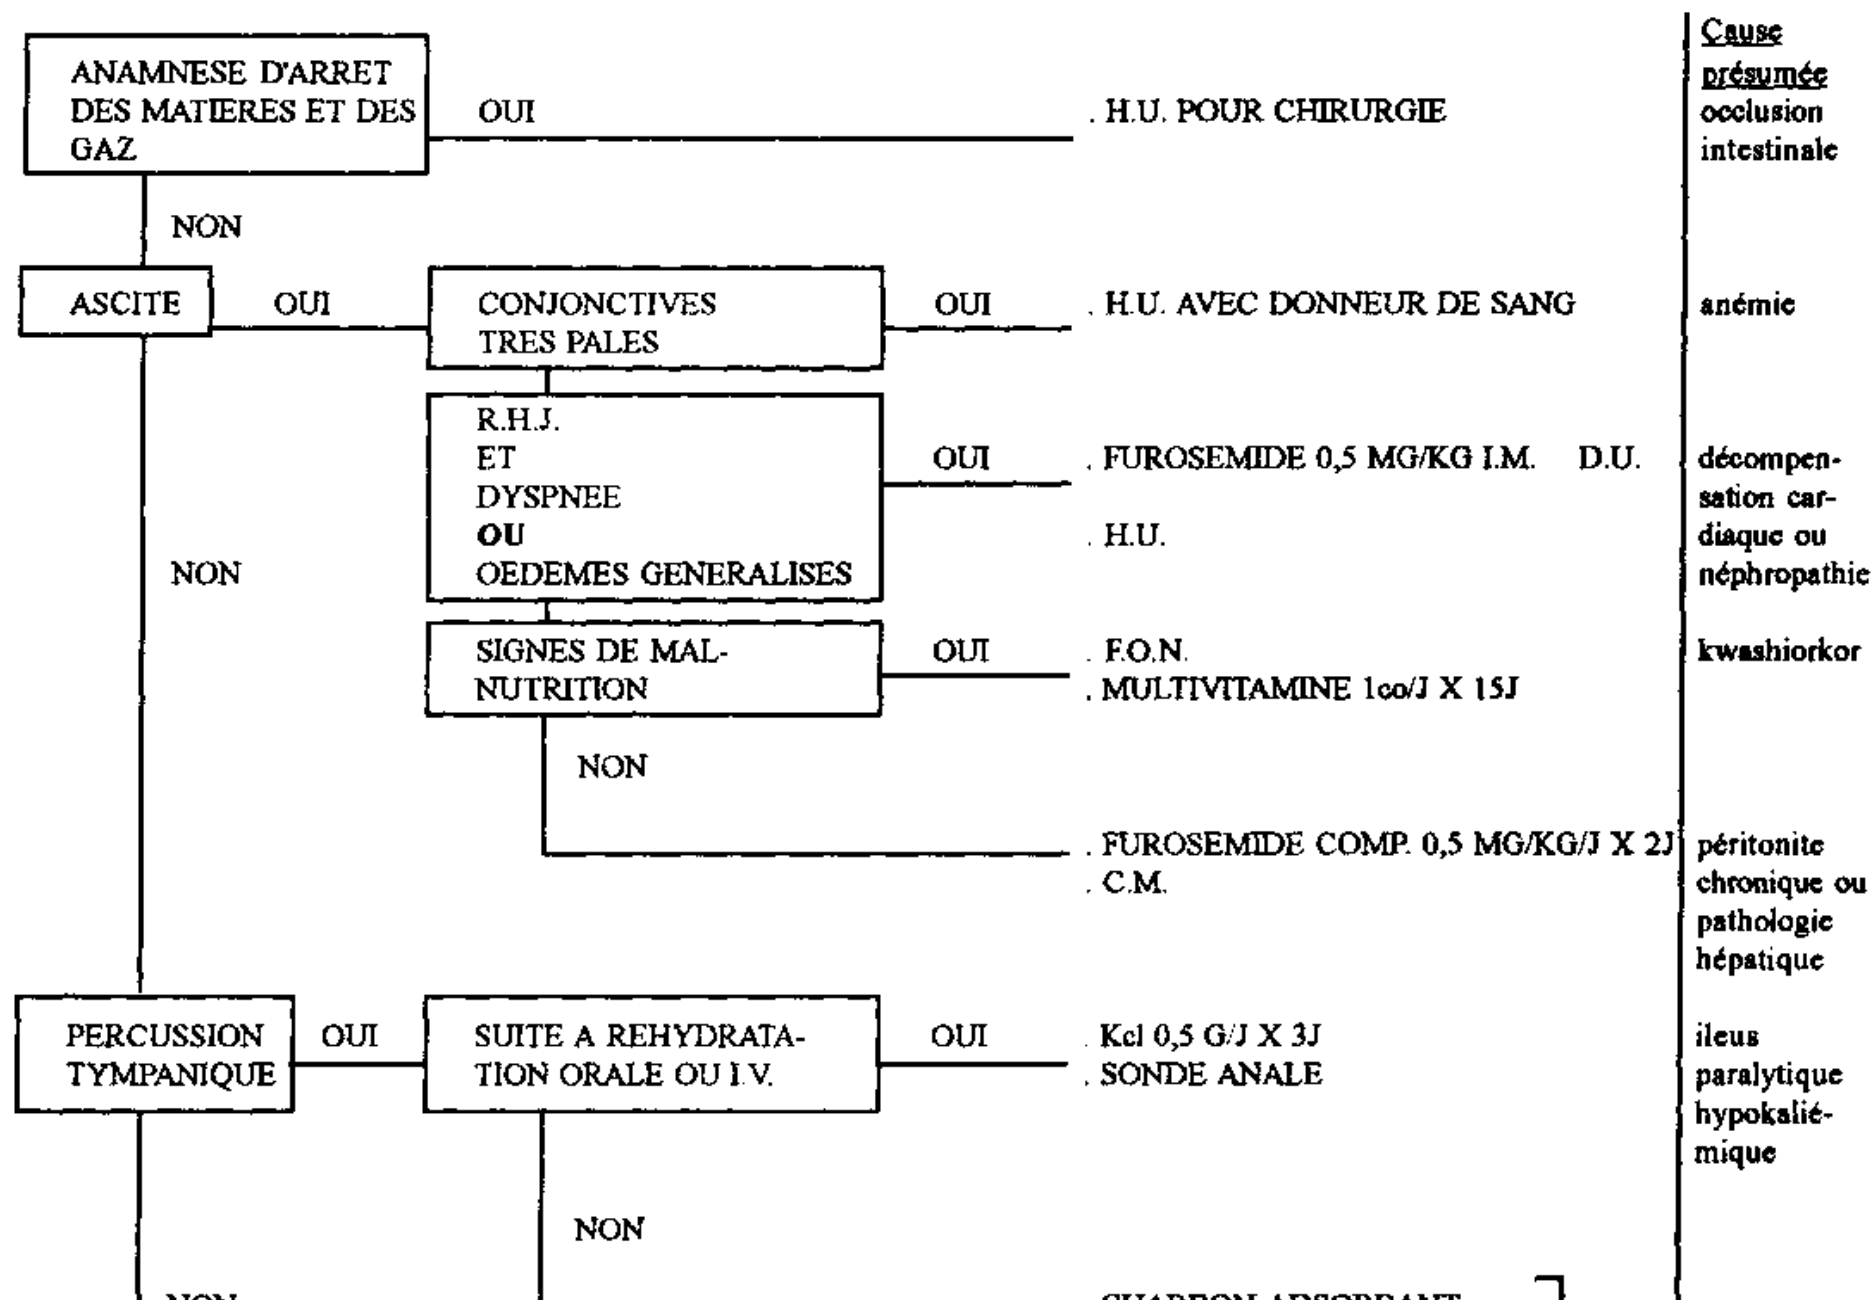 Cause
présumée
ANAMNESE D'ARRET
DES MATIERES ET DES
GAZ
OUI
. H.U. POUR CHIRURGIE
occlusion
intestinale
NON
ASCITE
OUI
CONJONCTIVES
TRES PALES
OUI
. H.U. AVEC DONNEUR DE SANG
anémie
R.H.J.
ET
DYSPNEE
OU
OEDEMES GENERALISES
OUI
. FUROSEMIDE 0,5 MG/KG I.M. D.U.
. H.U.
décompen-
sation car-
diaque ou
néphropathie
NON
SIGNES DE MAL-
NUTRITION
OUI
. F.O.N.
. MULTIVITAMINE 1co/J X 15J
kwashiorkor
NON
. FUROSEMIDE COMP. 0,5 MG/KG/J X 2J
. C.M.
péritonite
chronique ou
pathologie
hépatique
PERCUSSION
TYMPANIQUE
OUI
SUITE A REHYDRATA-
TION ORALE OU I.V.
OUI
. Kcl 0,5 G/J X 3J
. SONDE ANALE
ileus
paralytique
hypokalié-
mique
NON
NON
CHARBON ADSORBANT